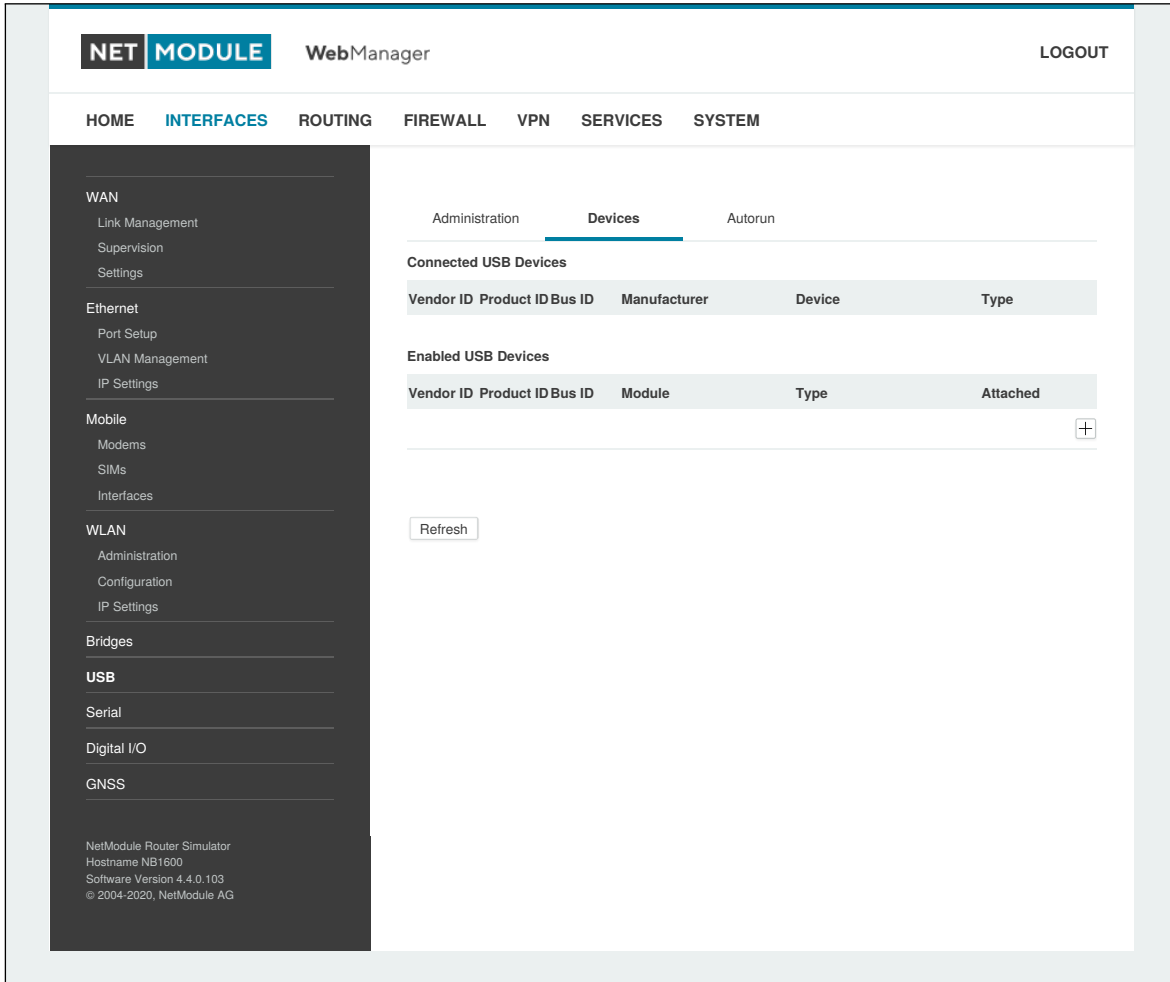 NET MODULE WebManager LOGOUT
HOME INTERFACES ROUTING FIREWALL VPN SERVICES SYSTEM
WAN
Link Management
Supervision
Settings
Ethernet
Port Setup
VLAN Management
IP Settings
Mobile
Modems
SIMs
Interfaces
WLAN
Administration
Configuration
IP Settings
Bridges
USB
Serial
Digital I/O
GNSS
NetModule Router Simulator
Hostname NB1600
Software Version 4.4.0.103
© 2004-2020, NetModule AG
Administration Devices Autorun
Connected USB Devices
Vendor ID Product ID Bus ID Manufacturer Device Type
Enabled USB Devices
Vendor ID Product ID Bus ID Module Type Attached
Refresh